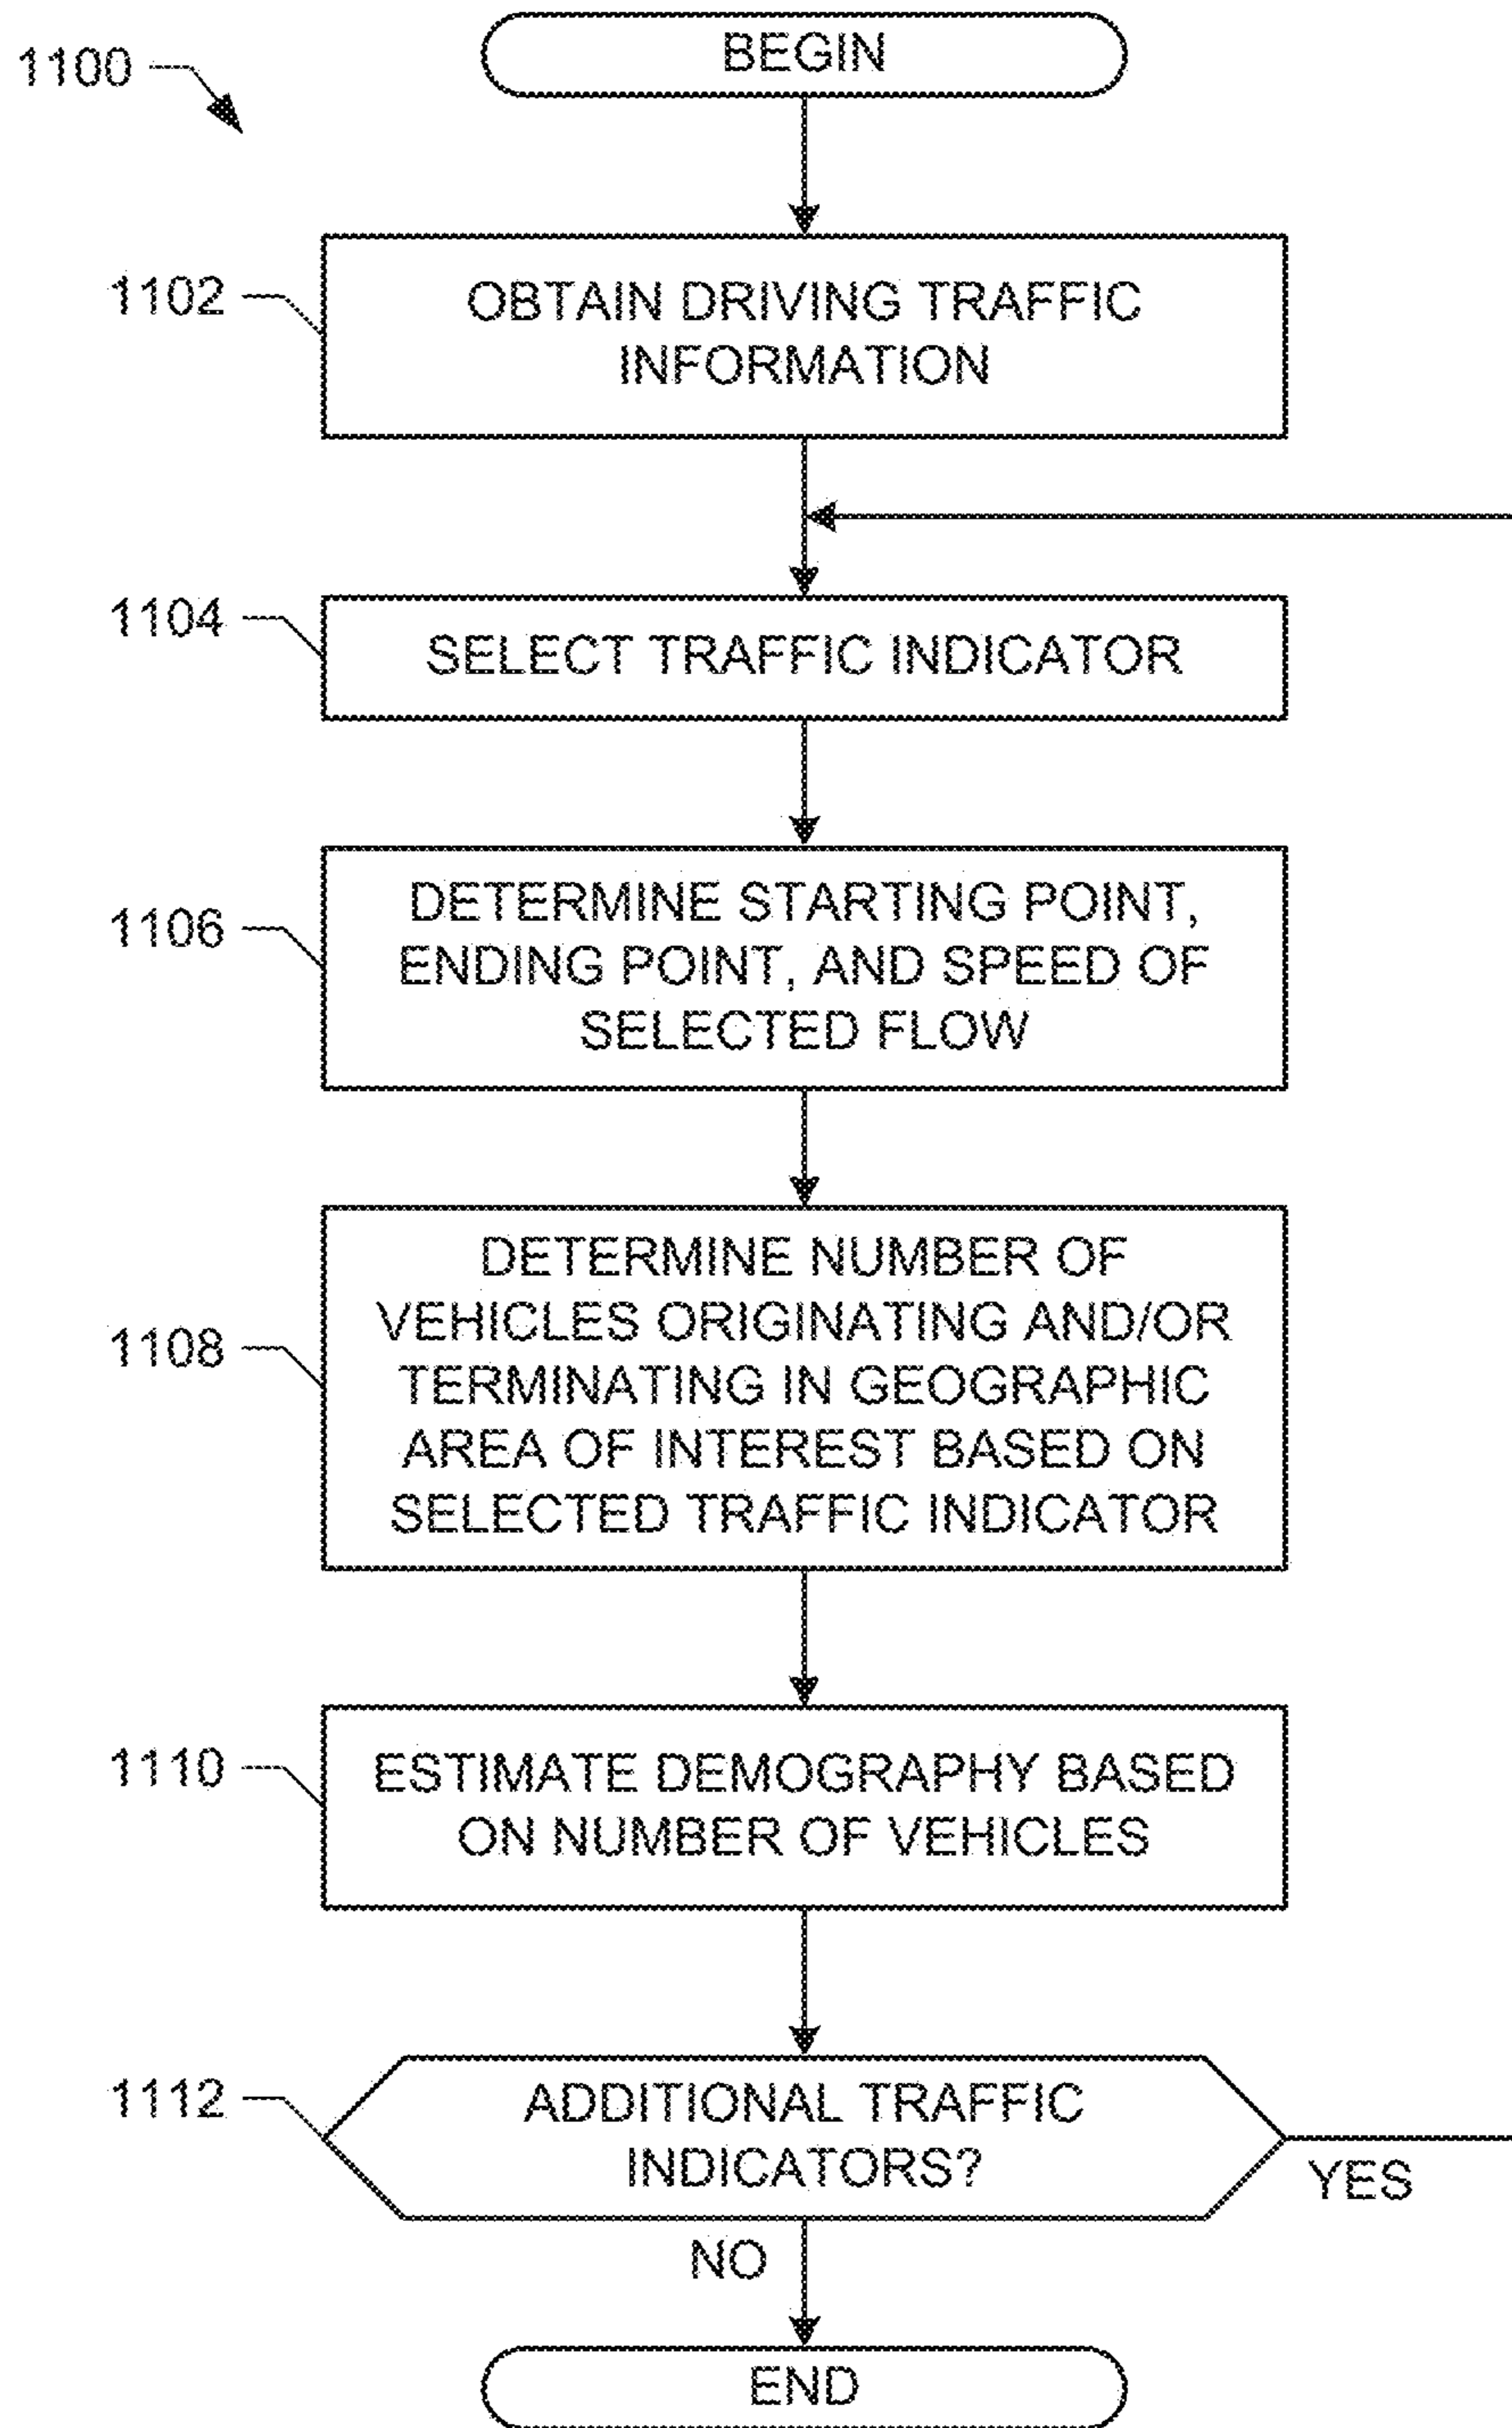 1100
BEGIN
1102
OBTAIN DRIVING TRAFFIC
INFORMATION
1104
SELECT TRAFFIC INDICATOR
1106
DETERMINE STARTING POINT,
ENDING POINT, AND SPEED OF
SELECTED FLOW
1108
DETERMINE NUMBER OF
VEHICLES ORIGINATING AND/OR
TERMINATING IN GEOGRAPHIC
AREA OF INTEREST BASED ON
SELECTED TRAFFIC INDICATOR
1110
ESTIMATE DEMOGRAPHY BASED
ON NUMBER OF VEHICLES
1112
ADDITIONAL TRAFFIC
INDICATORS?
YES
NO
END